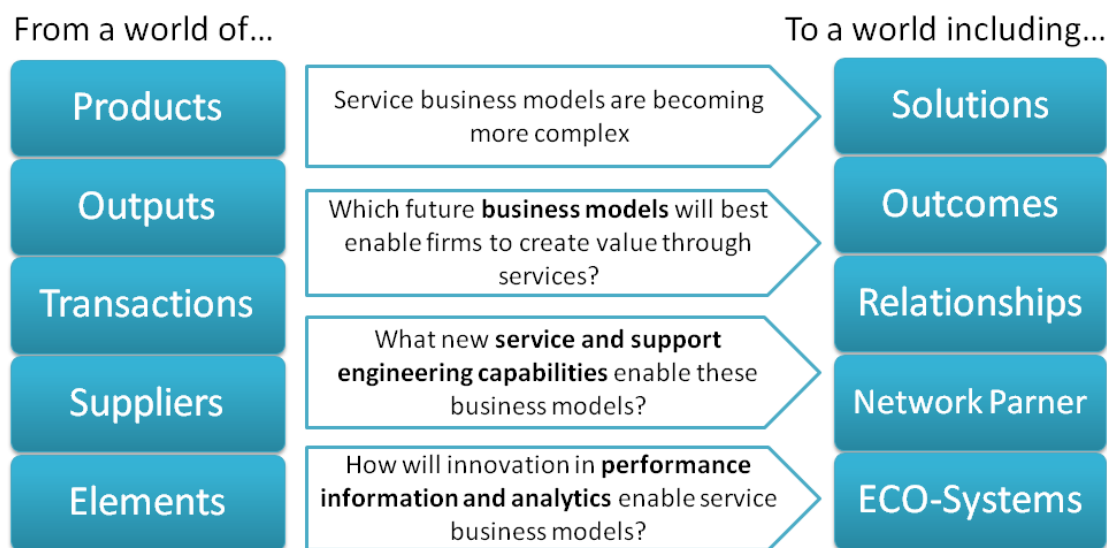 From a world of...
To a world including...
Products
Service business models are becoming
more complex
Solutions
Outputs
Which future business models will best
enable firms to create value through
services?
Outcomes
Transactions
What new service and support
engineering capabilities enable these
business models?
Relationships
Suppliers
Network Parner
Elements
How will innovation in performance
information and analytics enable service
business models?
ECO-Systems